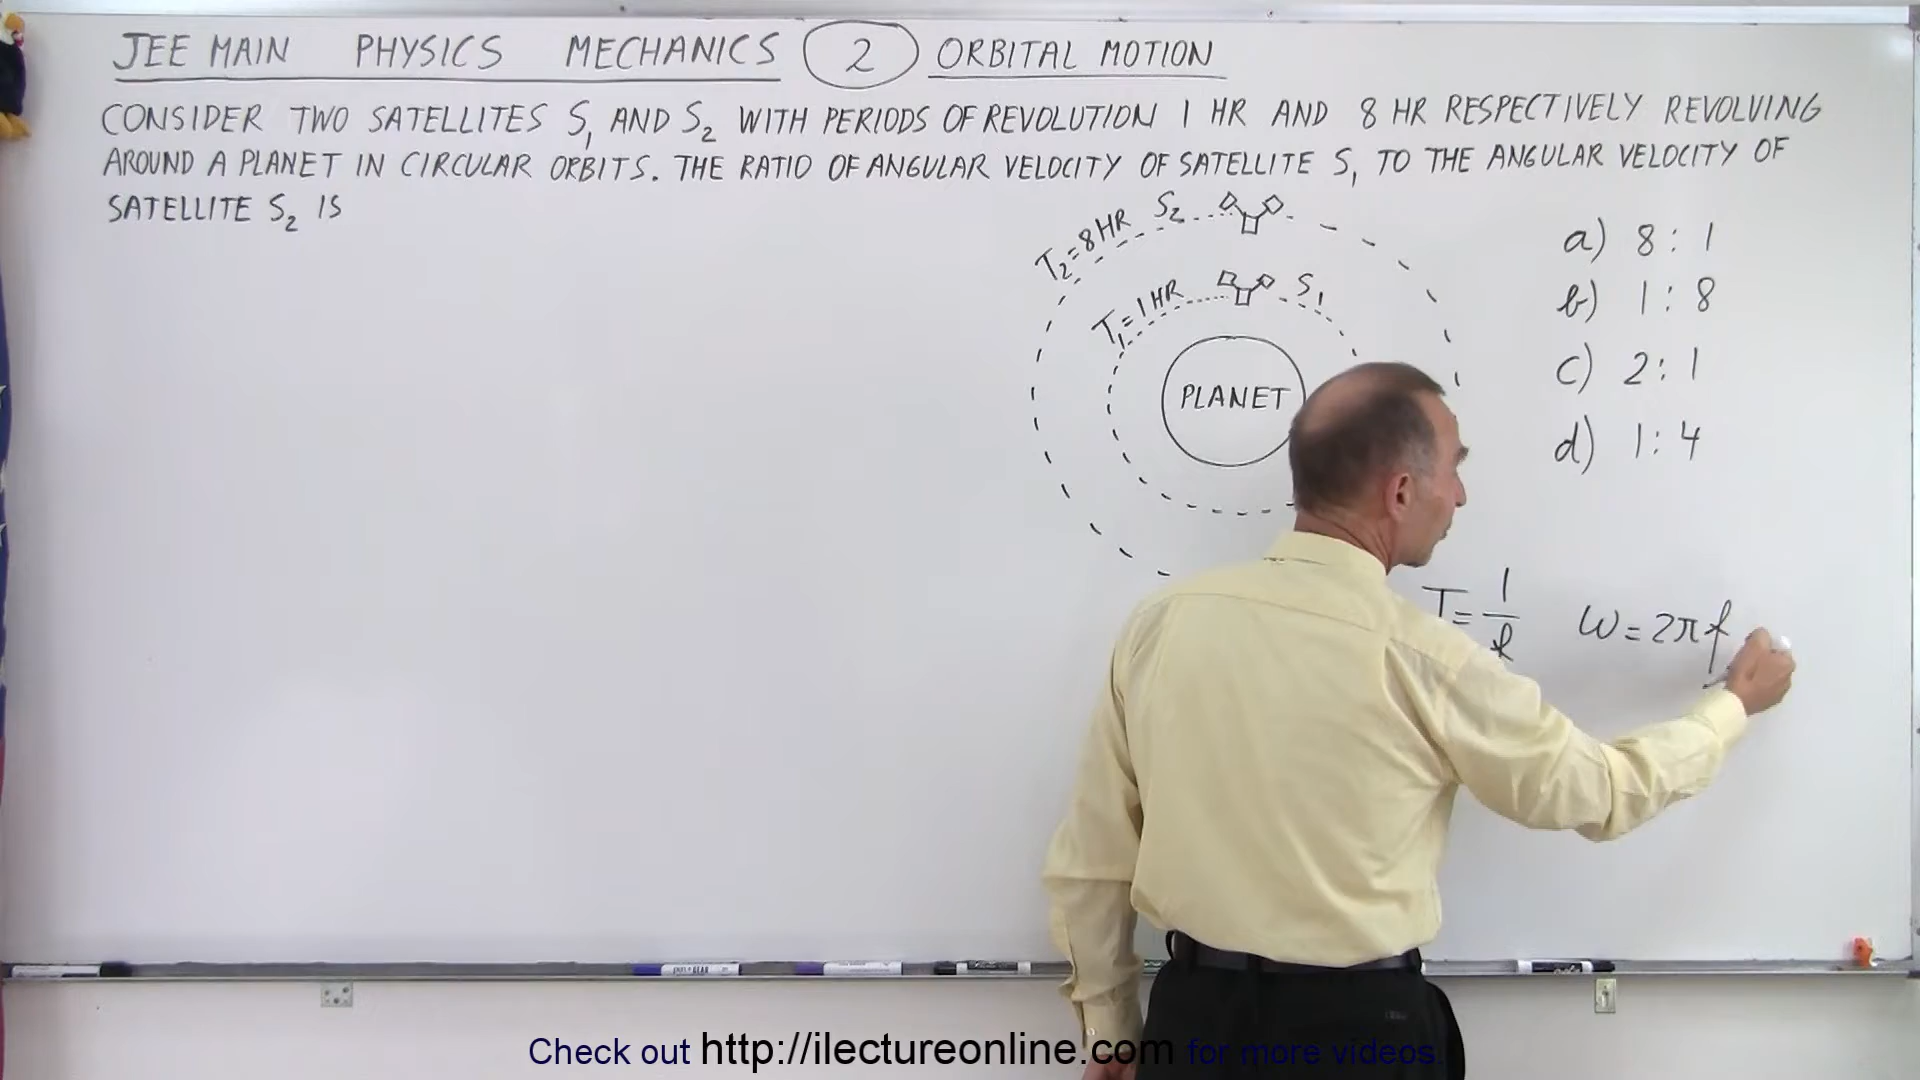 JEE MAIN PHYSICS MECHANICS 2 ORBITAL MOTION
CONSIDER TWO SATELLITES S1 AND S2 WITH PERIODS OF REVOLUTION 1 HR AND 8 HR RESPECTIVELY REVOLVING
AROUND A PLANET IN CIRCULAR ORBITS. THE RATIO OF ANGULAR VELOCITY OF SATELLITE S1 TO THE ANGULAR VELOCITY OF
SATELLITE S2 IS
T2=8HR S2
T1=1HR S1
PLANET
a) 8:1
b) 1:8
c) 2:1
d) 1:4
T=1/f ω=2πf
Check out http://ilectureonline.com for more videos.